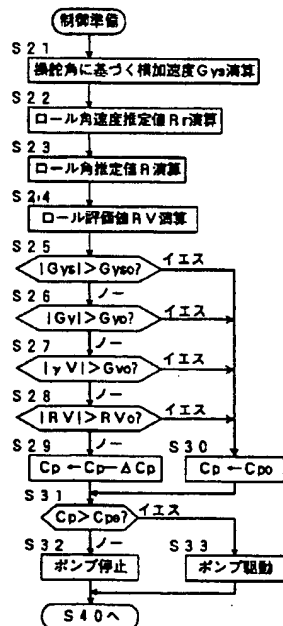 制御準備
S21
操舵角に基づく横加速度Gys演算
S22
ロール角速度推定値Rr演算
S23
ロール角推定値R演算
S24
ロール評価値RV演算
S25
|Gys|>Gyso? イエス
ノー
S26
|Gy|>Gyo? イエス
ノー
S27
|yV|>Gvo? イエス
ノー
S28
|RV|>RVo? イエス
ノー
S29 S30
Cp←Cp-ΔCp Cp←Cpo
S31
Cp>Cpe? イエス
ノー
S32 S33
ポンプ停止 ポンプ駆動
S40へ